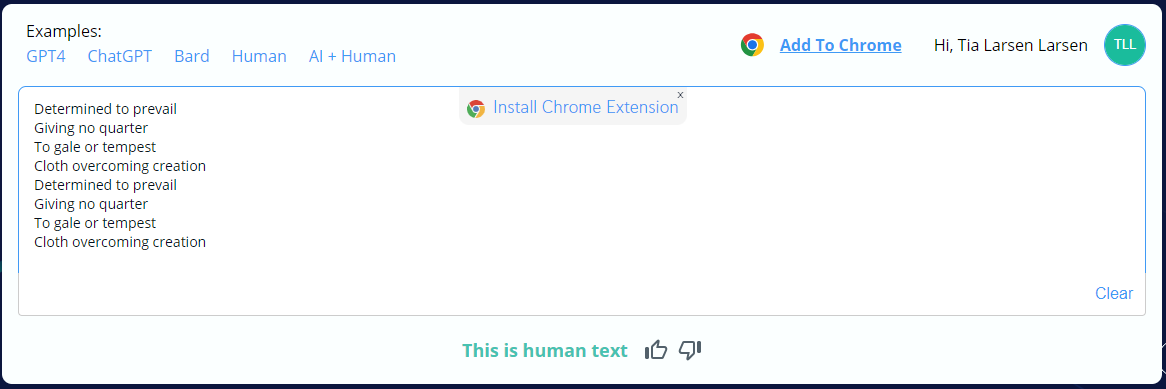 Examples:
GPT4 ChatGPT Bard Human AI + Human
Add To Chrome
Hi, Tia Larsen Larsen
TLL
Install Chrome Extension
x
Determined to prevail
Giving no quarter
To gale or tempest
Cloth overcoming creation
Determined to prevail
Giving no quarter
To gale or tempest
Cloth overcoming creation
Clear
This is human text